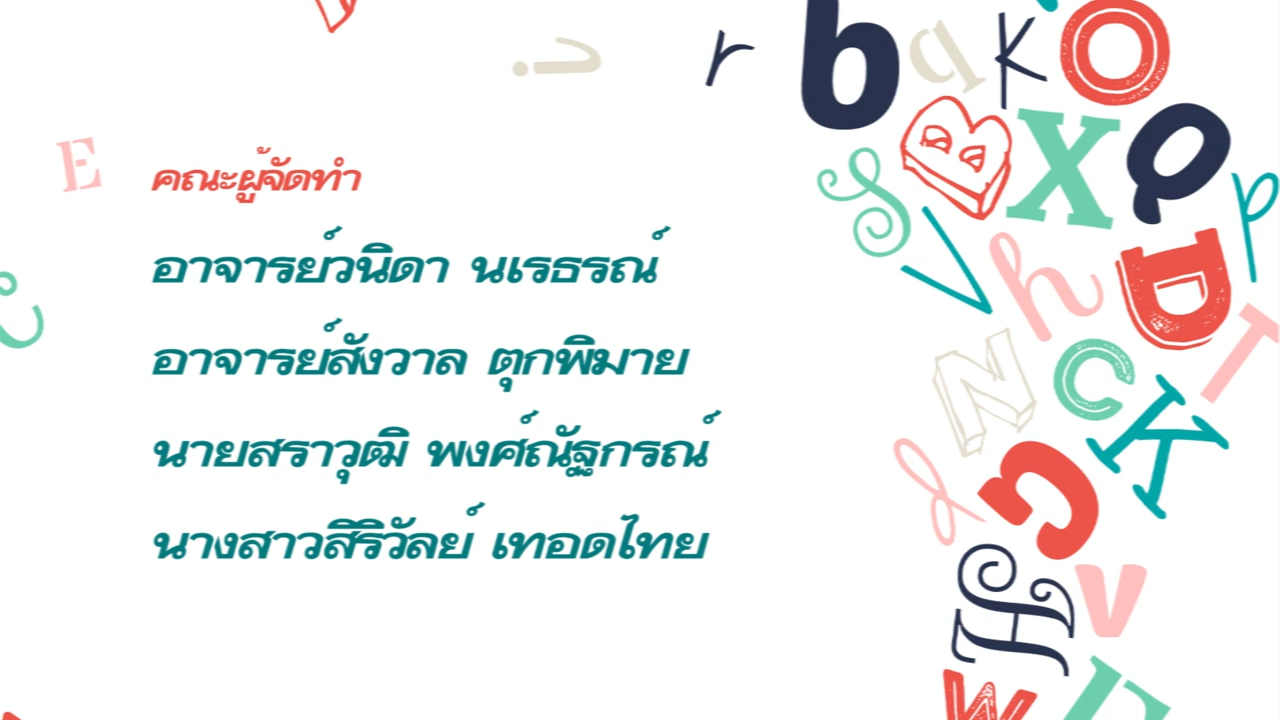 คณะผู้จัดทำ
อาจารย์วนิดา นเรธรณ์
อาจารย์สังวาล ตุกพิมาย
นายสราวุฒิ พงศ์ณัฐกรณ์
นางสาวสิริวัลย์ เทอดไทย